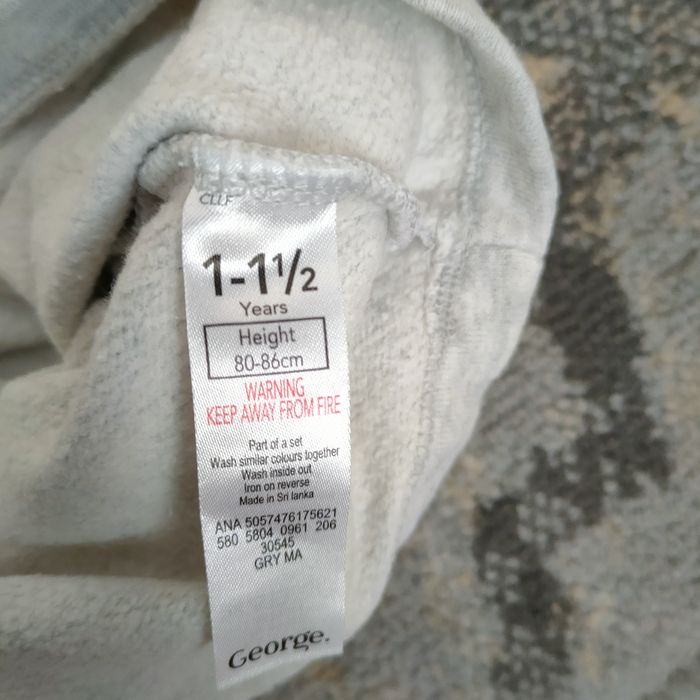 CLLF
1-1½
Years
Height
80-86cm
WARNING
KEEP AWAY FROM FIRE
Part of a set
Wash similar colours together
Wash inside out
Iron on reverse
Made in Sri lanka
ANA 5057476175621
580 5804 0961 206
30545
GRY MA
George.